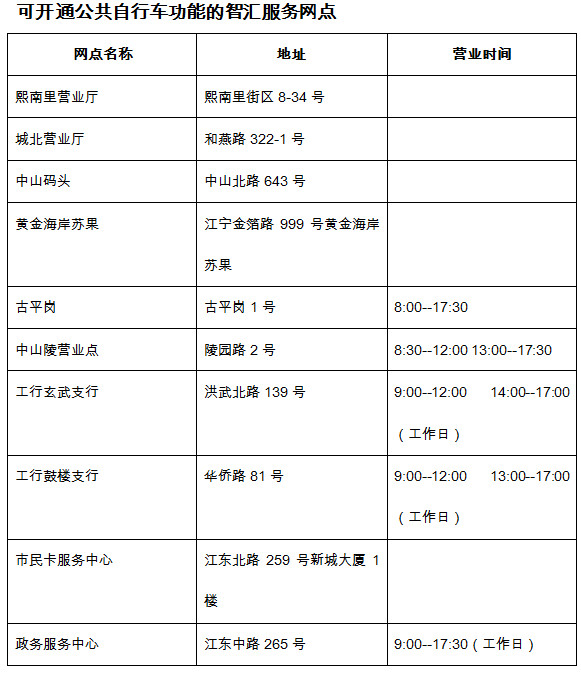 可开通公共自行车功能的智汇服务网点
网点名称 地址 营业时间
熙南里营业厅 熙南里街区 8-34 号
城北营业厅 和燕路 322-1 号
中山码头 中山北路 643 号
黄金海岸苏果 江宁金箔路 999 号黄金海岸
苏果
古平岗 古平岗 1 号 8:00--17:30
中山陵营业点 陵园路 2 号 8:30--12:00 13:00--17:30
工行玄武支行 洪武北路 139 号 9:00--12:00 14:00--17:00
（工作日）
工行鼓楼支行 华侨路 81 号 9:00--12:00 13:00--17:00
（工作日）
市民卡服务中心 江东北路 259 号新城大厦 1
楼
政务服务中心 江东中路 265 号 9:00--17:30（工作日）